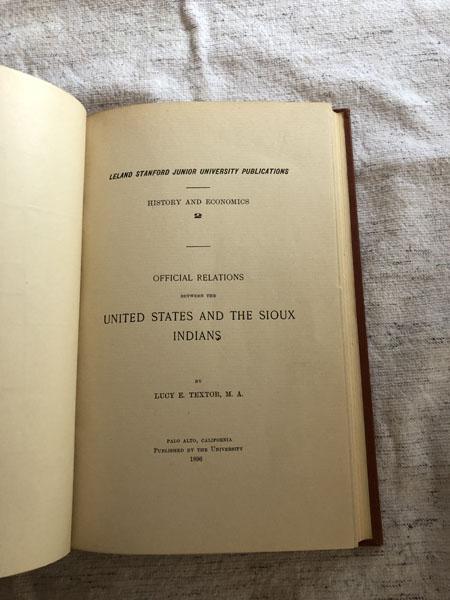 LELAND STANFORD JUNIOR UNIVERSITY PUBLICATIONS
HISTORY AND ECONOMICS
2
OFFICIAL RELATIONS
BETWEEN THE
UNITED STATES AND THE SIOUX
INDIANS
BY
LUCY E. TEXTOR, M. A.
PALO ALTO, CALIFORNIA
PUBLISHED BY THE UNIVERSITY
1896